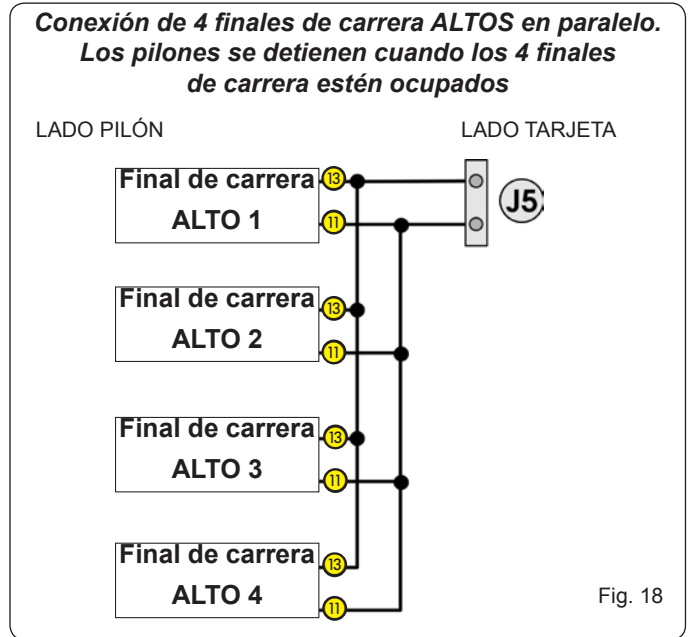 Conexión de 4 finales de carrera ALTOS en paralelo.
Los pilones se detienen cuando los 4 finales
de carrera estén ocupados
LADO PILÓN
LADO TARJETA
Final de carrera
ALTO 1
13
11
J5
Final de carrera
ALTO 2
13
11
Final de carrera
ALTO 3
13
11
Final de carrera
ALTO 4
13
11
Fig. 18